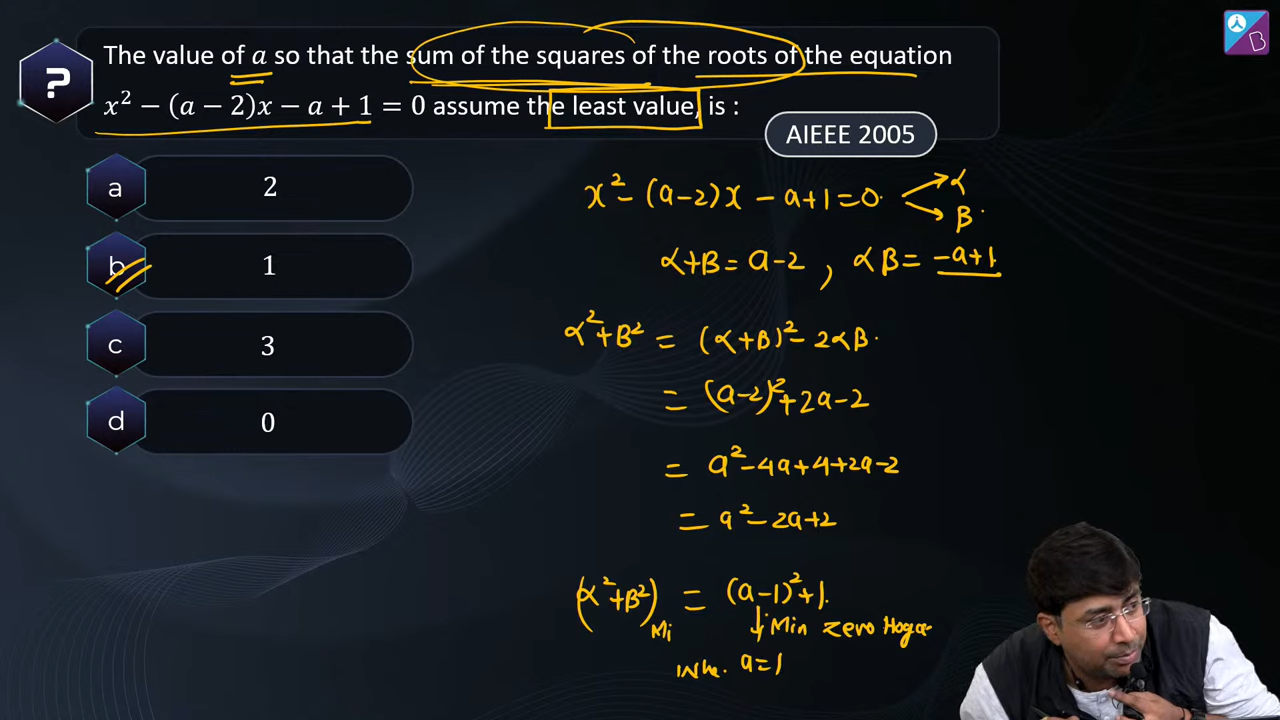 ?
The value of a so that the sum of the squares of the roots of the equation
x² − (a − 2)x − a + 1 = 0 assume the least value, is :
AIEEE 2005
a 2
b 1
c 3
d 0
x² − (a−2)x − a+1=0 α
β
α+β = a−2 , αβ = −a+1
α²+β² = (α+β)² − 2αβ
= (a−2)²+2a−2
= a²−4a+4+2a−2
= a²−2a+2
(α²+β²)Mi = (a−1)²+1
Min zero Hoga
a=1
B